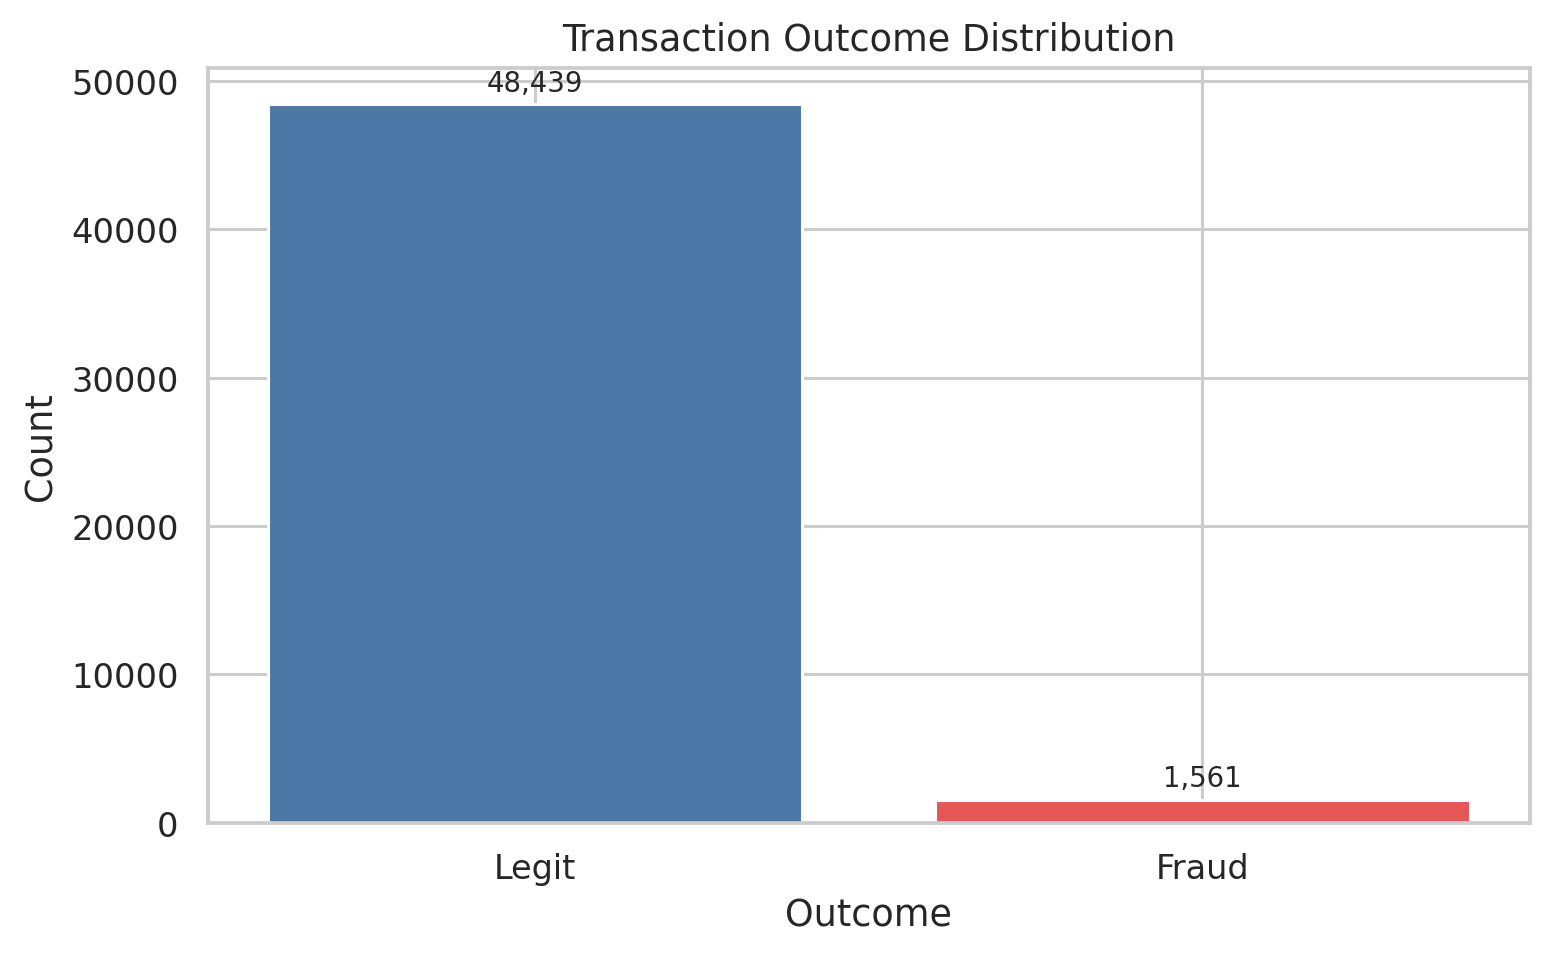 Transaction Outcome Distribution
50000
48,439
40000
30000
Count
20000
10000
1,561
0
Legit
Fraud
Outcome